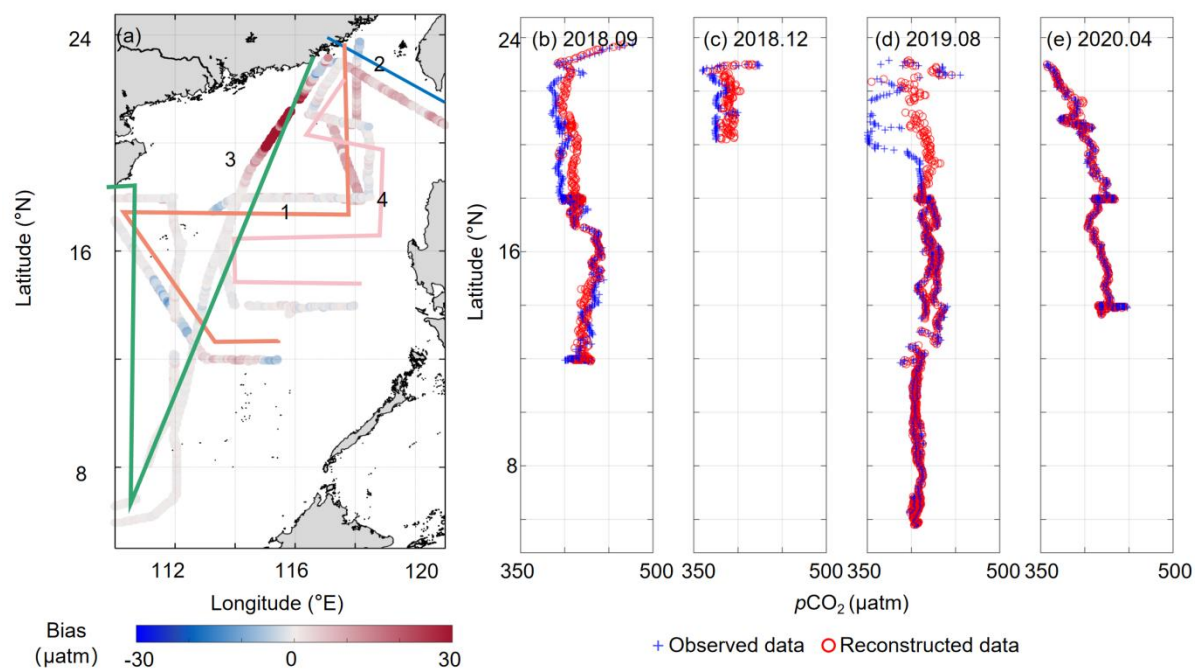 (a)
24
16
8
Latitude (°N)
112
116
120
Longitude (°E)
1
2
3
4
Bias
(μatm)
-30
0
30
(b) 2018.09
(c) 2018.12
(d) 2019.08
(e) 2020.04
24
16
8
Latitude (°N)
350
500
350
500
350
500
350
500
pCO₂ (μatm)
+ Observed data
Reconstructed data